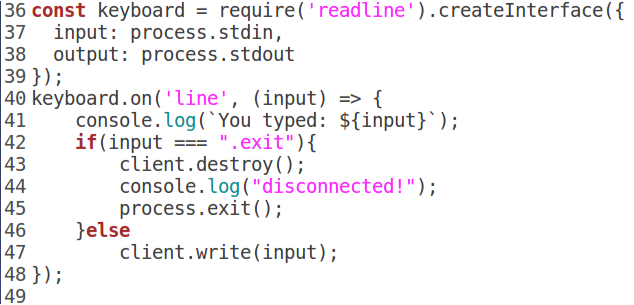 36 const keyboard = require('readline').createInterface({
37   input: process.stdin,
38   output: process.stdout
39 });
40 keyboard.on('line', (input) => {
41     console.log(`You typed: ${input}`);
42     if(input === ".exit"){
43         client.destroy();
44         console.log("disconnected!");
45         process.exit();
46     }else
47         client.write(input);
48 });
49